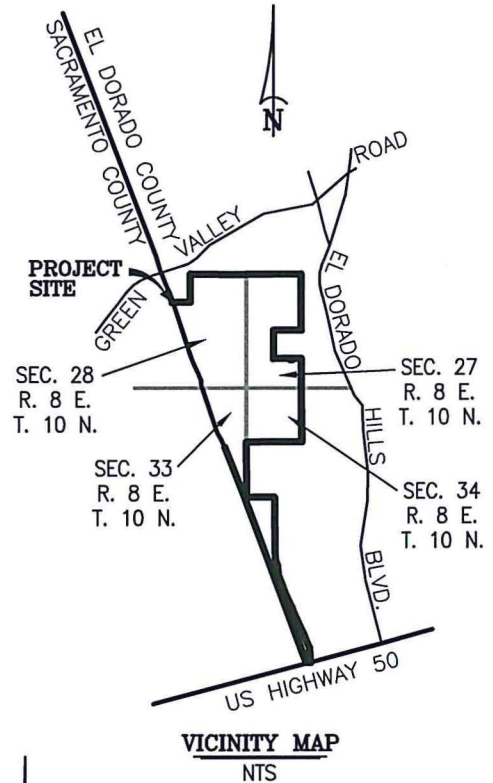 EL DORADO COUNTY
SACRAMENTO COUNTY
N
GREEN VALLEY ROAD
PROJECT
SITE
EL DORADO HILLS BLVD.
SEC. 28
R. 8 E.
T. 10 N.
SEC. 27
R. 8 E.
T. 10 N.
SEC. 33
R. 8 E.
T. 10 N.
SEC. 34
R. 8 E.
T. 10 N.
US HIGHWAY 50
VICINITY MAP
NTS